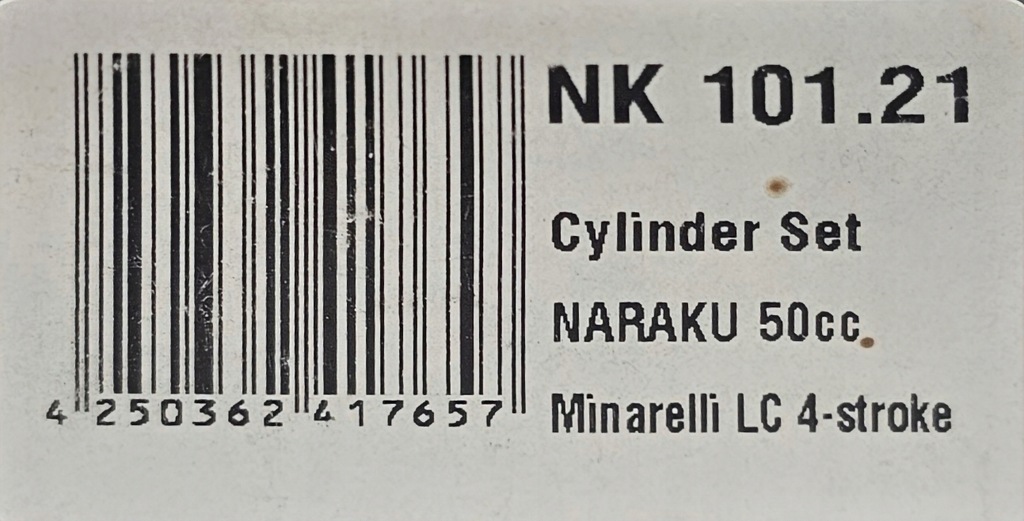 NK 101.21
Cylinder Set
NARAKU 50cc
Minarelli LC 4-stroke
4 250362 417657